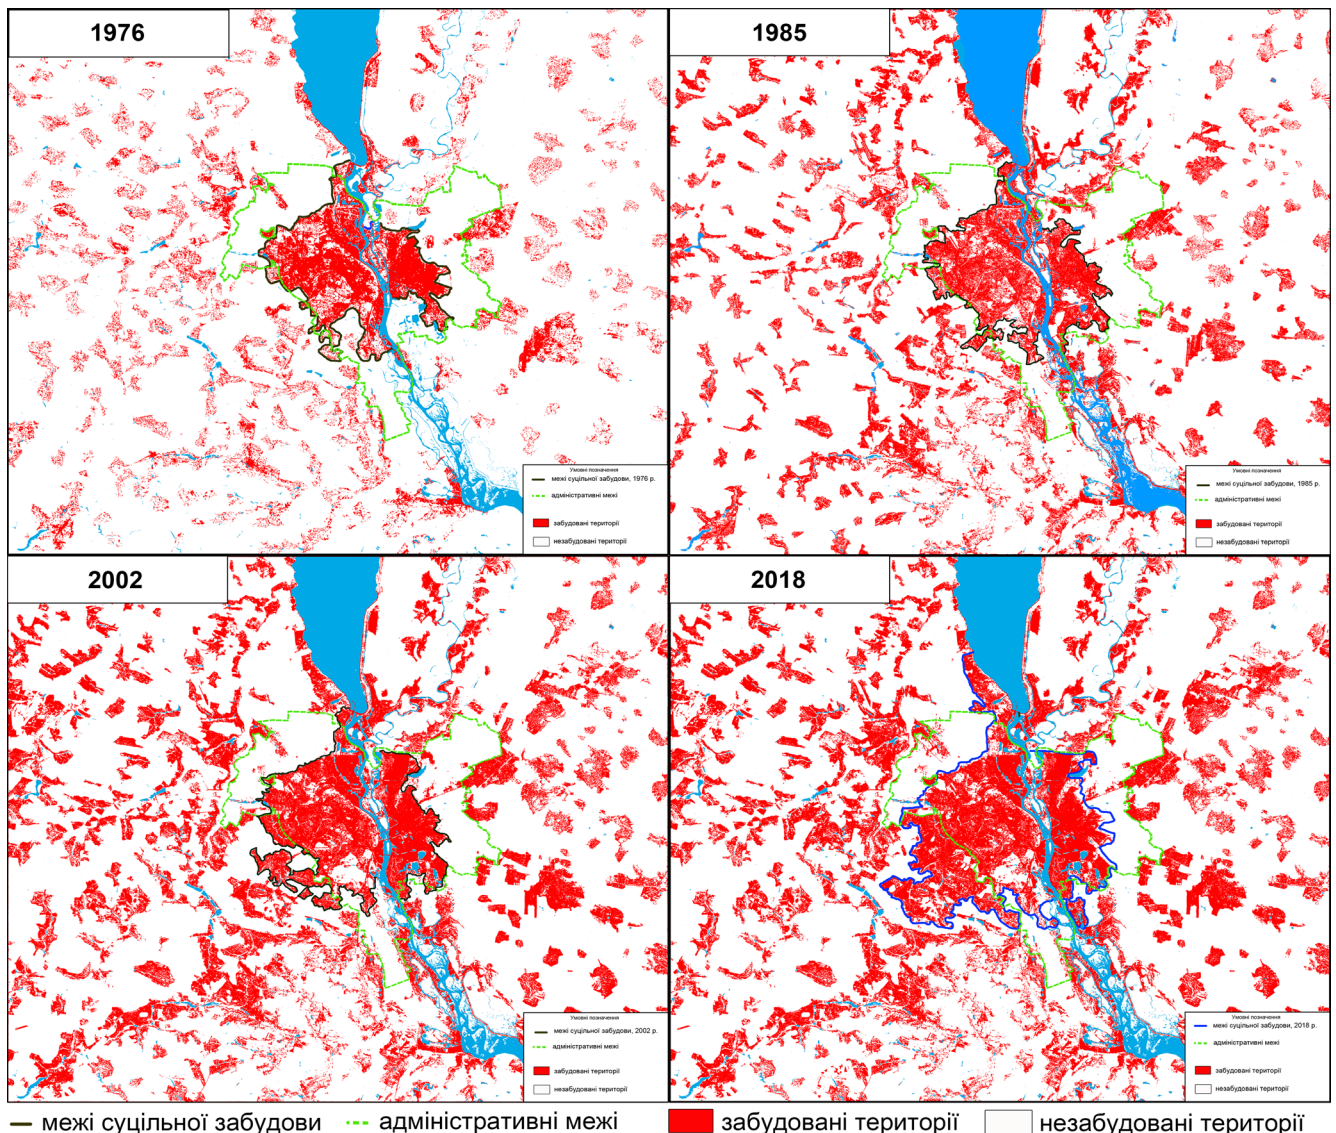 1976
Умовні позначення
межі суцільної забудови, 1976 р.
адміністративні межі
забудовані території
незабудовані території
1985
Умовні позначення
межі суцільної забудови, 1985 р.
адміністративні межі
забудовані території
незабудовані території
2002
Умовні позначення
межі суцільної забудови, 2002 р.
адміністративні межі
забудовані території
незабудовані території
2018
Умовні позначення
межі суцільної забудови, 2018 р.
адміністративні межі
забудовані території
незабудовані території
межі суцільної забудови адміністративні межі забудовані території незабудовані території